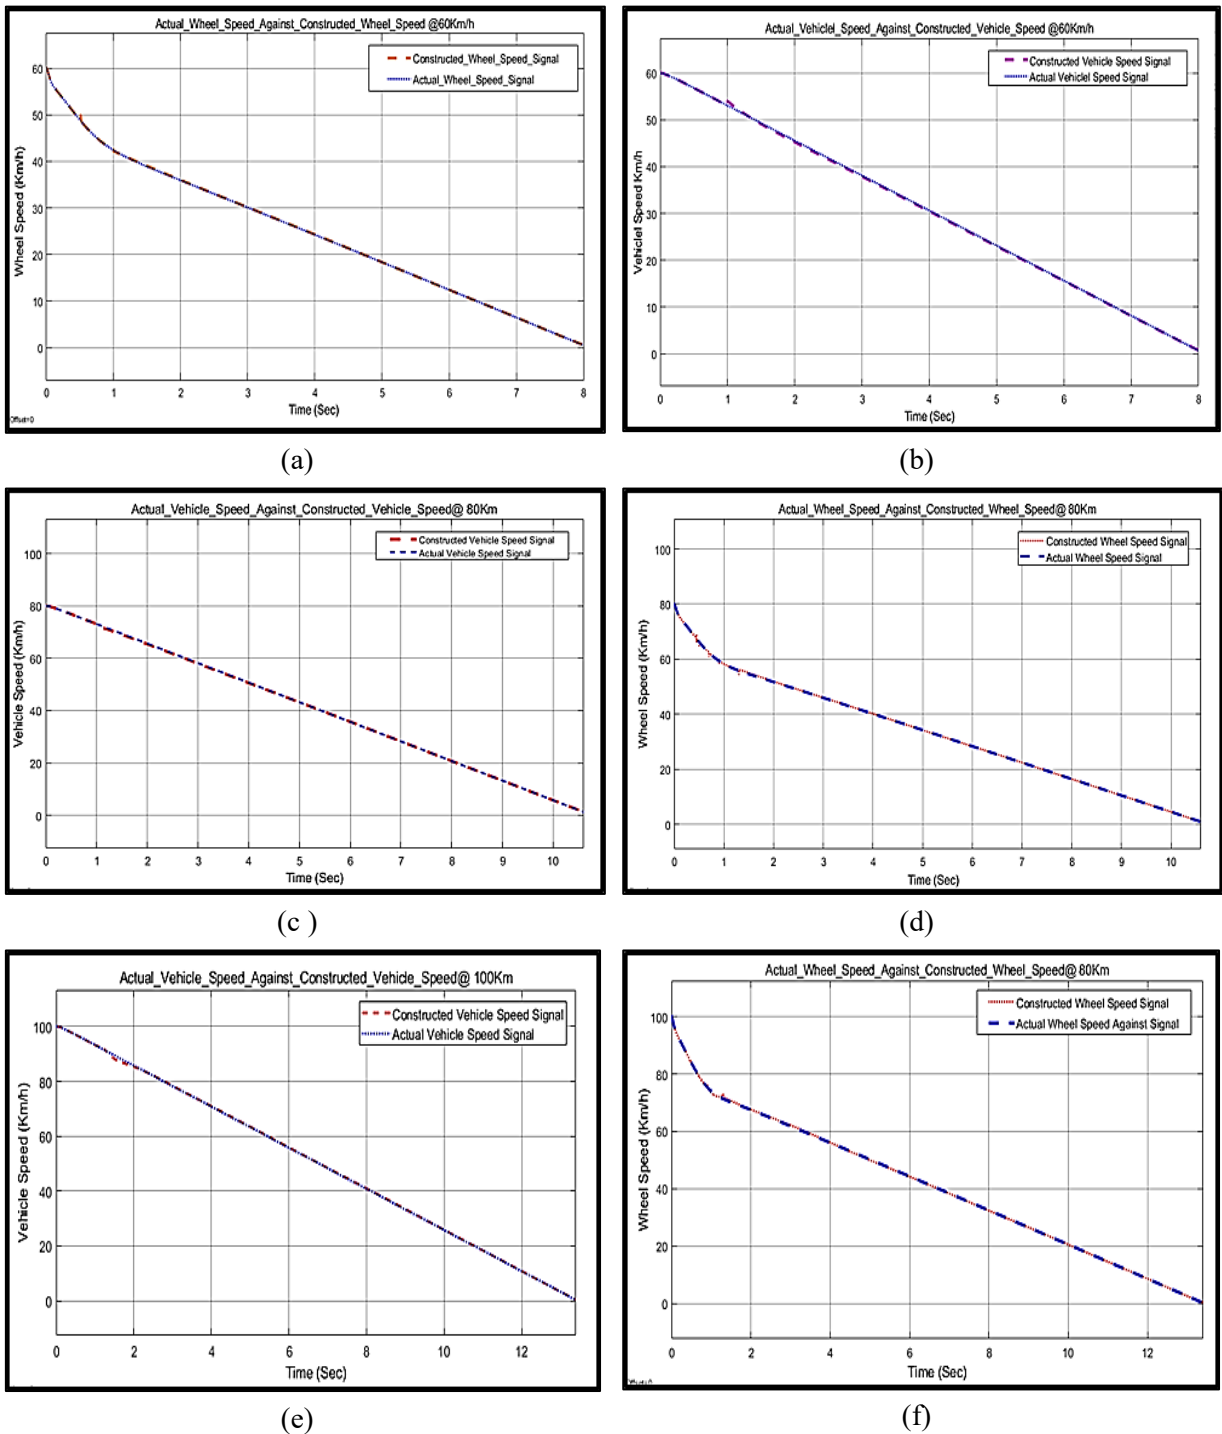 Actual_Wheel_Speed_Against_Constructed_Wheel_Speed @60Km/h
Constructed_Wheel_Speed_Signal
Actual_Wheel_Speed_Signal
Wheel Speed (Km/h)
60
50
40
30
20
10
0
0 1 2 3 4 5 6 7 8
Time (Sec)
Offset=0
(a)
Actual_Vehiclel_Speed_Against_Constructed_Vehicle_Speed @60Km/h
Constructed Vehicle Speed Signal
Actual Vehiclel Speed Signal
Vehiclel Speed Km/h
60
50
40
30
20
10
0
0 1 2 3 4 5 6 7 8
Time (Sec)
(b)
Actual_Vehicle_Speed_Against_Constructed_Vehicle_Speed@ 80Km
Constructed Vehicle Speed Signal
Actual Vehicle Speed Signal
Vehicle Speed (Km/h)
100
80
60
40
20
0
0 1 2 3 4 5 6 7 8 9 10
Time (Sec)
(c )
Actual_Wheel_Speed_Against_Constructed_Wheel_Speed@ 80Km
Constructed Wheel Speed Signal
Actual Wheel Speed Signal
Wheel Speed (Km/h)
100
80
60
40
20
0
0 1 2 3 4 5 6 7 8 9 10
Time (Sec)
(d)
Actual_Vehicle_Speed_Against_Constructed_Vehicle_Speed@ 100Km
Constructed Vehicle Speed Signal
Actual Vehicle Speed Signal
Vehicle Speed (Km/h)
100
80
60
40
20
0
0 2 4 6 8 10 12
Time (Sec)
(e)
Actual_Wheel_Speed_Against_Constructed_Wheel_Speed@ 80Km
Constructed Wheel Speed Signal
Actual Wheel Speed Against Signal
Wheel Speed (Km/h)
100
80
60
40
20
0
0 2 4 6 8 10 12
Time (Sec)
(f)